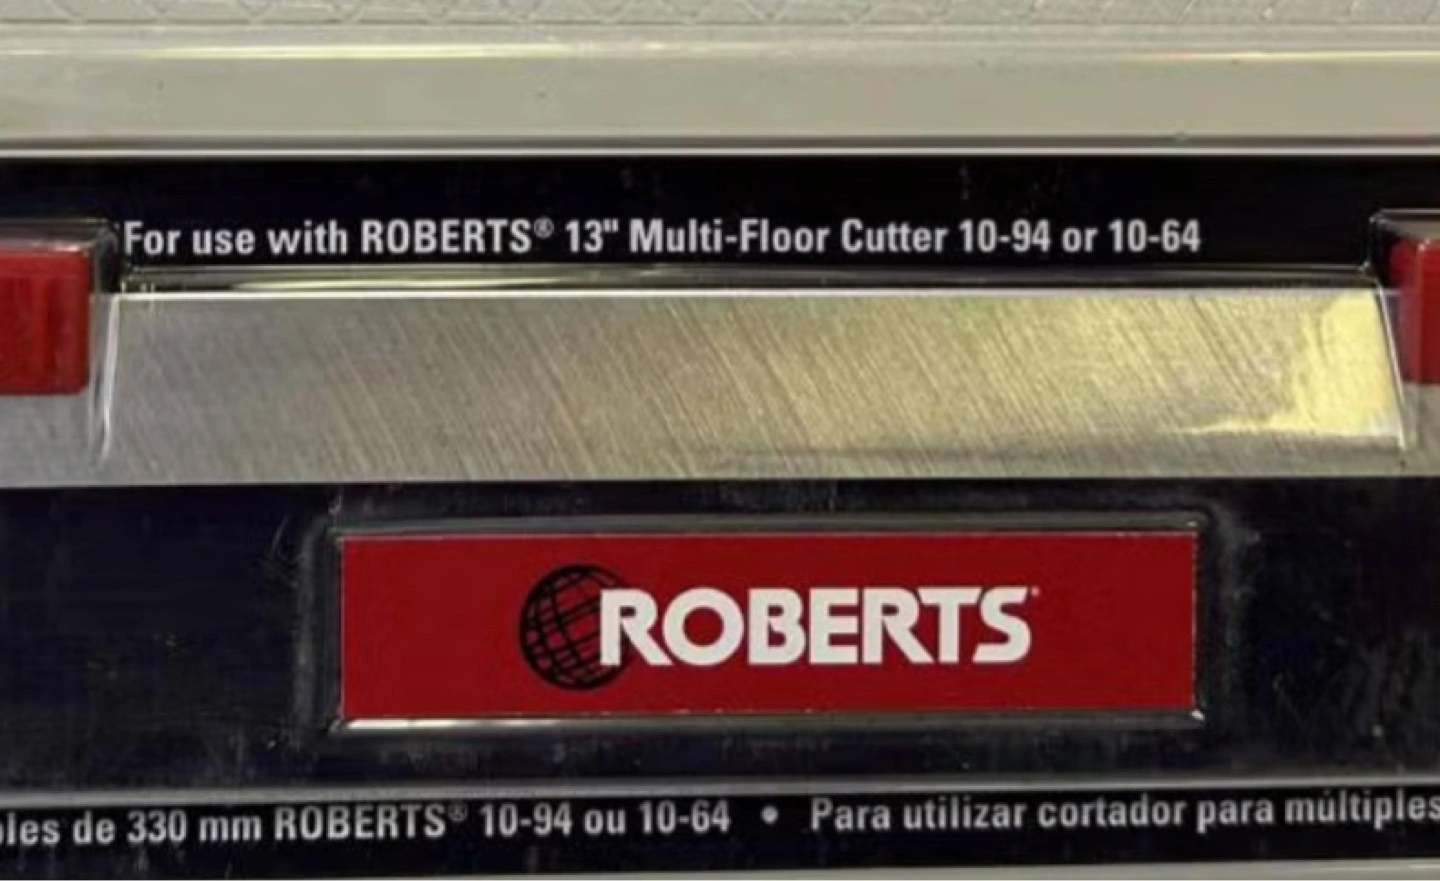 For use with ROBERTS® 13" Multi-Floor Cutter 10-94 or 10-64
ROBERTS
de 330 mm ROBERTS® 10-94 ou 10-64 • Para utilizar cortador para múltiples